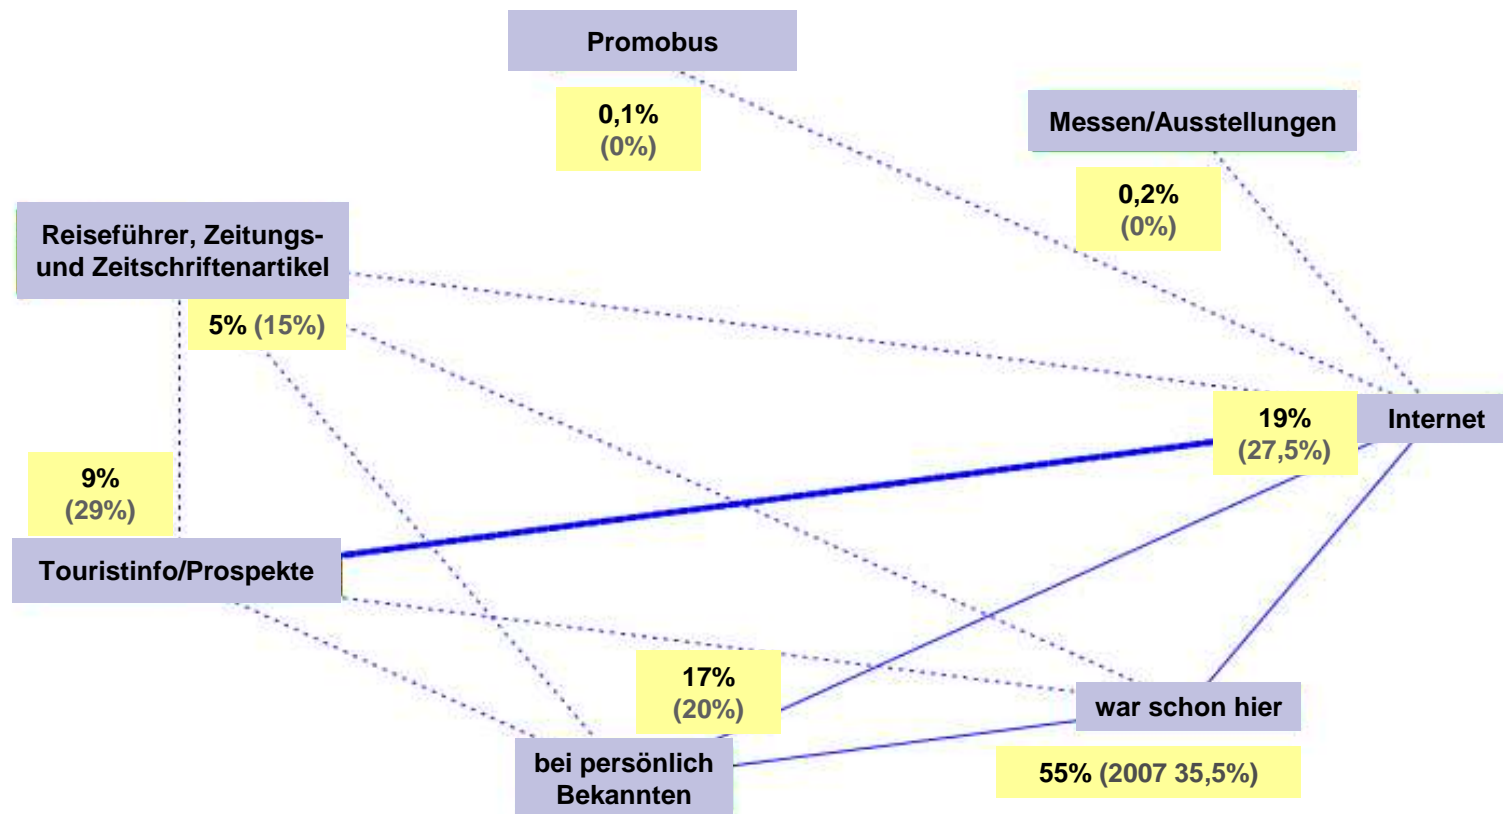 Promobus
0,1%
(0%)
Messen/Ausstellungen
0,2%
(0%)
Reiseführer, Zeitungs-
und Zeitschriftenartikel
5% (15%)
19%
(27,5%)
Internet
9%
(29%)
Touristinfo/Prospekte
17%
(20%)
war schon hier
55% (2007 35,5%)
bei persönlich
Bekannten